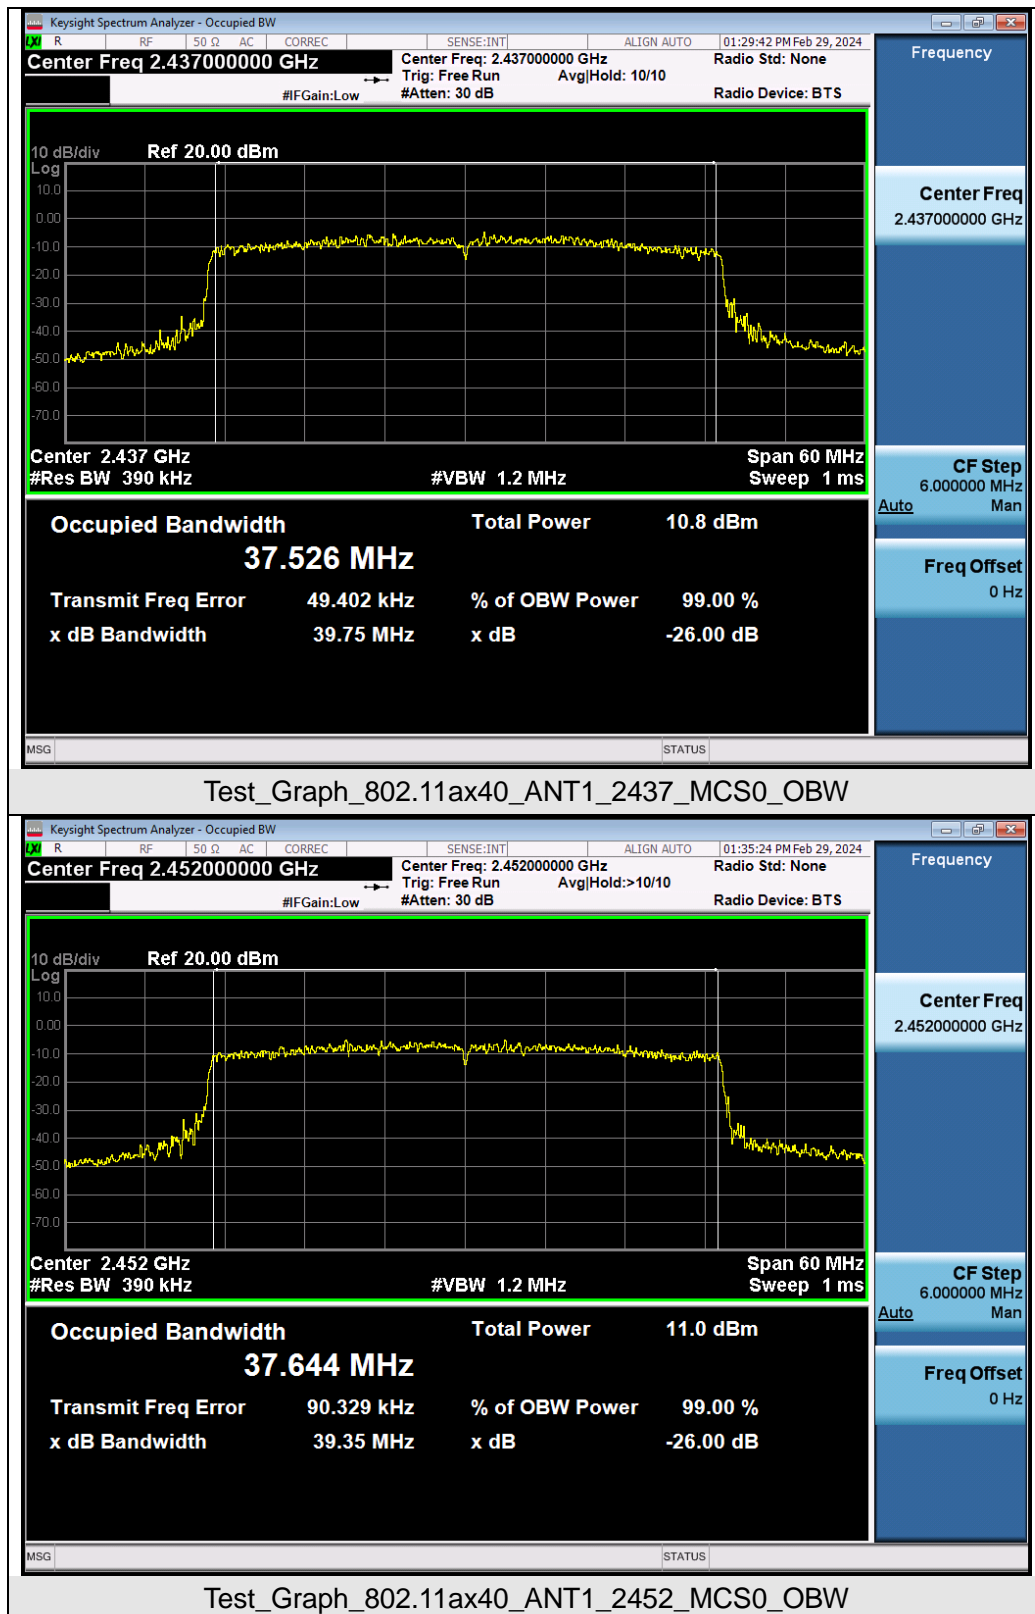 Keysight Spectrum Analyzer - Occupied BW
LXI R RF 50 Ω AC CORREC SENSE:INT ALIGN AUTO 01:29:42 PM Feb 29, 2024
Center Freq 2.437000000 GHz Center Freq: 2.437000000 GHz Radio Std: None
Trig: Free Run Avg|Hold: 10/10
#IFGain:Low #Atten: 30 dB Radio Device: BTS
Frequency
10 dB/div Ref 20.00 dBm
Log
10.0
0.00
-10.0
-20.0
-30.0
-40.0
-50.0
-60.0
-70.0
Center 2.437 GHz Span 60 MHz
#Res BW 390 kHz #VBW 1.2 MHz Sweep 1 ms
Center Freq
2.437000000 GHz
CF Step
6.000000 MHz
Auto Man
Freq Offset
0 Hz
Occupied Bandwidth Total Power 10.8 dBm
37.526 MHz
Transmit Freq Error 49.402 kHz % of OBW Power 99.00 %
x dB Bandwidth 39.75 MHz x dB -26.00 dB
MSG STATUS
Test_Graph_802.11ax40_ANT1_2437_MCS0_OBW
Keysight Spectrum Analyzer - Occupied BW
LXI R RF 50 Ω AC CORREC SENSE:INT ALIGN AUTO 01:35:24 PM Feb 29, 2024
Center Freq 2.452000000 GHz Center Freq: 2.452000000 GHz Radio Std: None
Trig: Free Run Avg|Hold:>10/10
#IFGain:Low #Atten: 30 dB Radio Device: BTS
Frequency
10 dB/div Ref 20.00 dBm
Log
10.0
0.00
-10.0
-20.0
-30.0
-40.0
-50.0
-60.0
-70.0
Center 2.452 GHz Span 60 MHz
#Res BW 390 kHz #VBW 1.2 MHz Sweep 1 ms
Center Freq
2.452000000 GHz
CF Step
6.000000 MHz
Auto Man
Freq Offset
0 Hz
Occupied Bandwidth Total Power 11.0 dBm
37.644 MHz
Transmit Freq Error 90.329 kHz % of OBW Power 99.00 %
x dB Bandwidth 39.35 MHz x dB -26.00 dB
MSG STATUS
Test_Graph_802.11ax40_ANT1_2452_MCS0_OBW